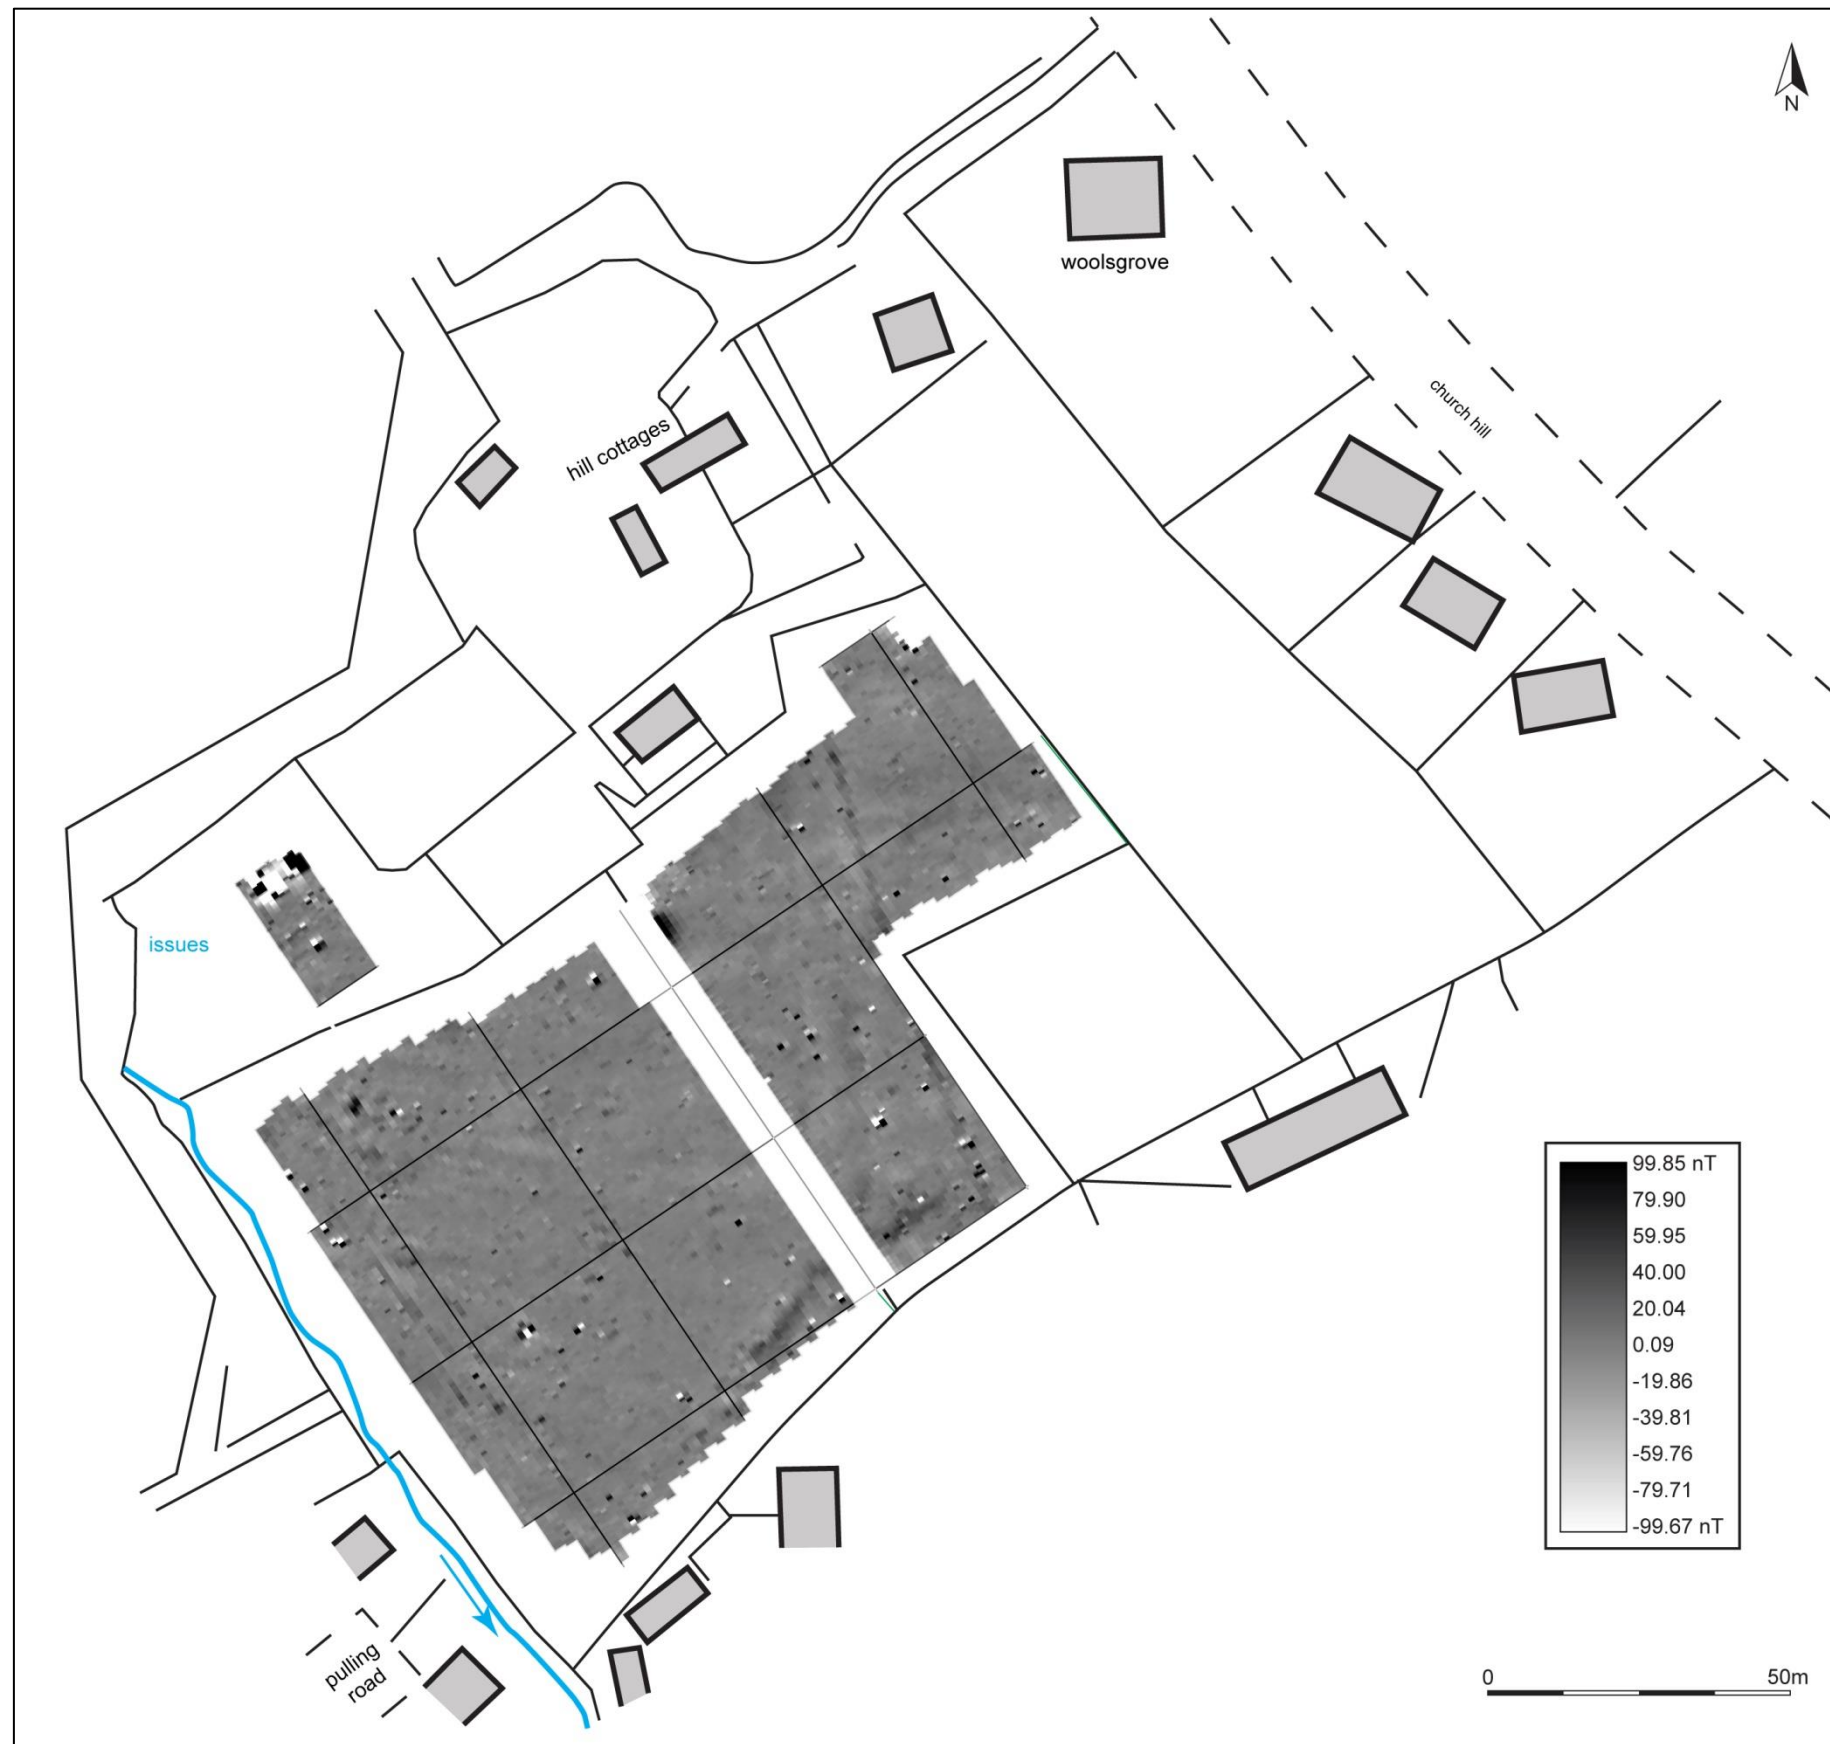 N
woolsgrove
church hill
hill cottages
issues
99.85 nT
79.90
59.95
40.00
20.04
0.09
-19.86
-39.81
-59.76
-79.71
-99.67 nT
pulling
road
0 50m